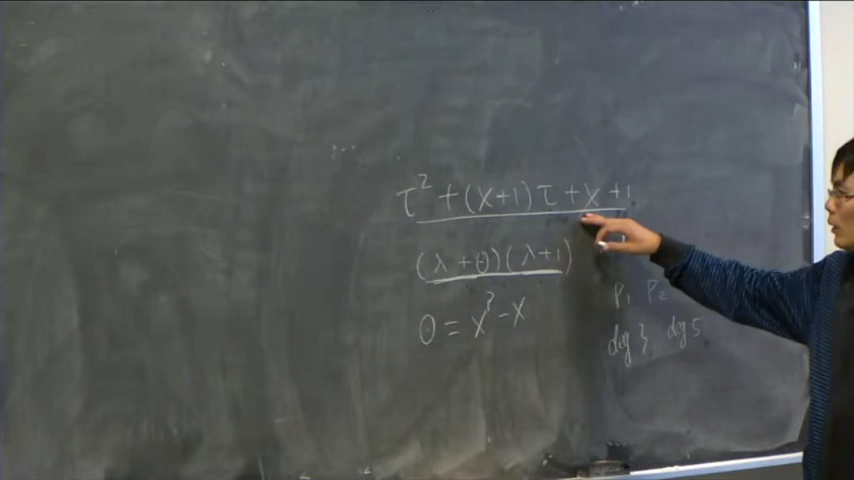 τ² + (x+1)τ + x + 1
(λ+θ)(λ+1)
θ = x³ - x
P₁ P₂
deg 3 deg 5